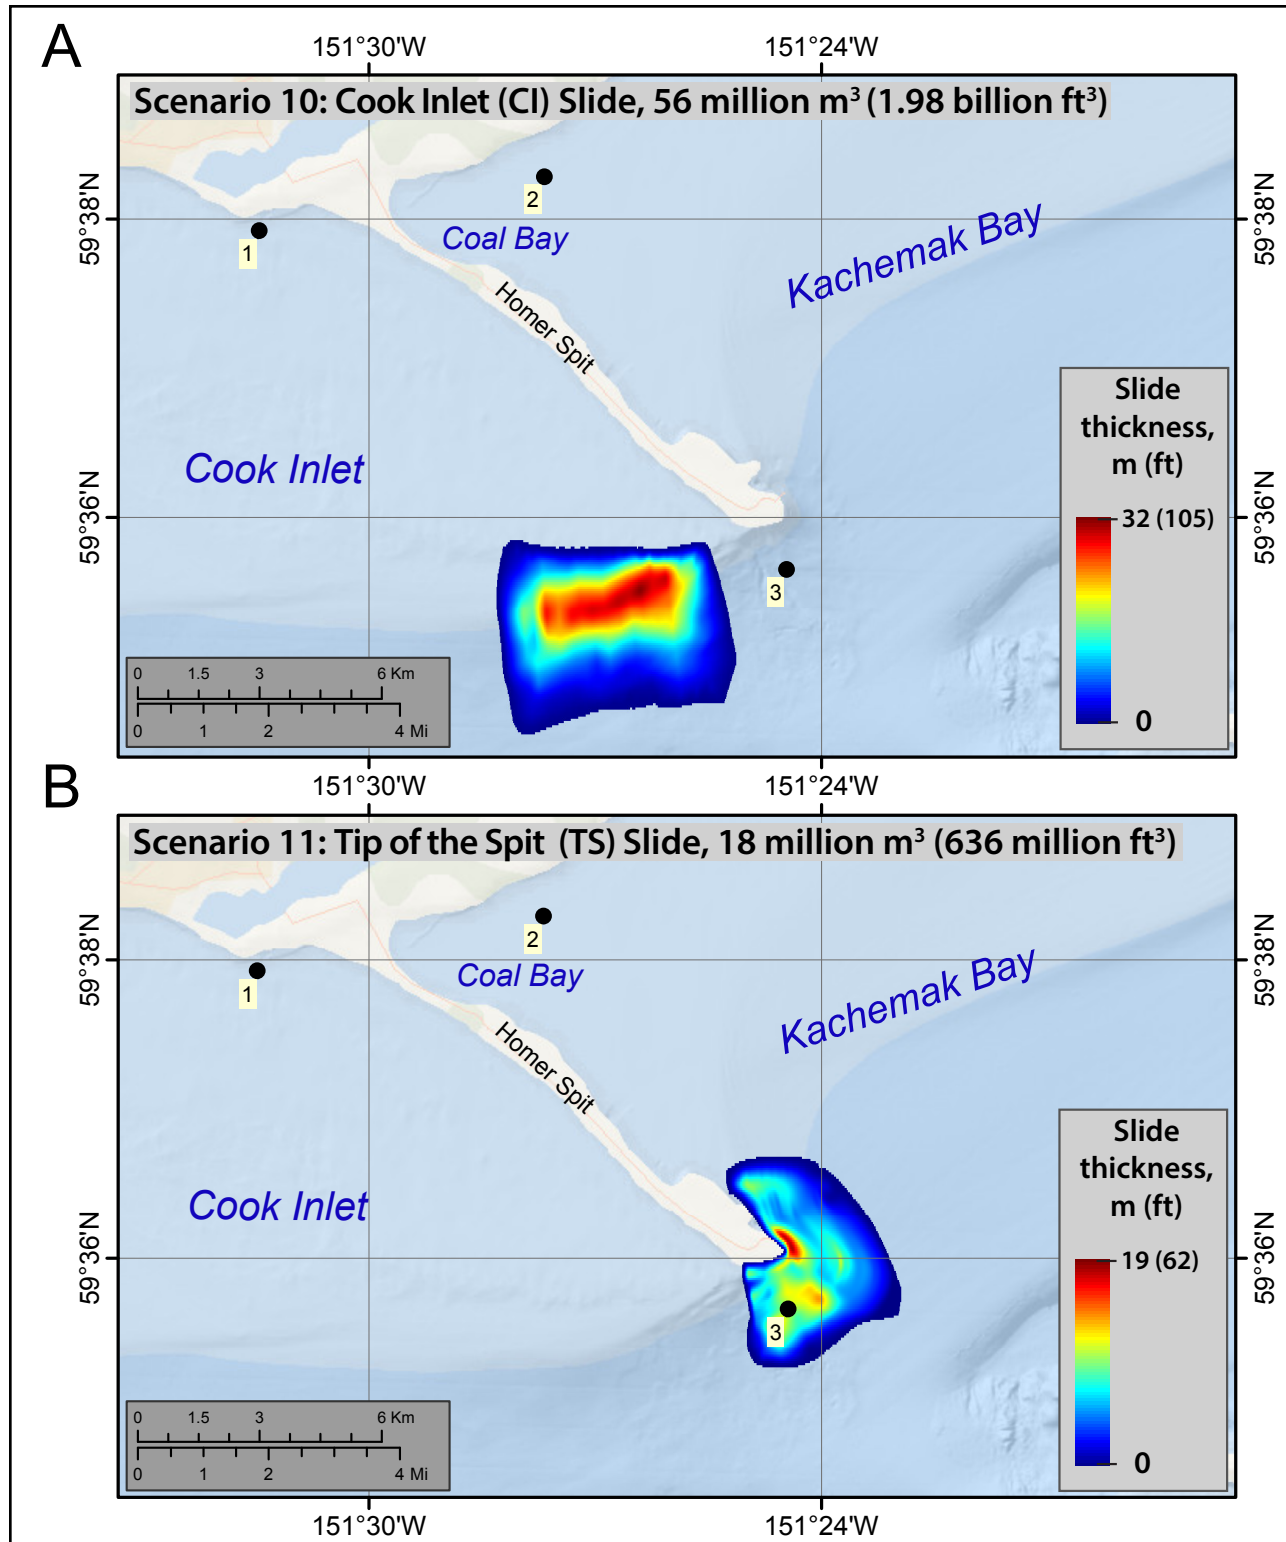 A
151°30'W 151°24'W
Scenario 10: Cook Inlet (CI) Slide, 56 million m³ (1.98 billion ft³)
59°38'N
59°38'N
1
2
Coal Bay
Kachemak Bay
Homer Spit
Cook Inlet
59°36'N
59°36'N
3
Slide
thickness,
m (ft)
32 (105)
0
0 1.5 3 6 Km
0 1 2 4 Mi
151°30'W 151°24'W
B
Scenario 11: Tip of the Spit (TS) Slide, 18 million m³ (636 million ft³)
59°38'N
59°38'N
1
2
Coal Bay
Kachemak Bay
Homer Spit
Cook Inlet
59°36'N
59°36'N
3
Slide
thickness,
m (ft)
19 (62)
0
0 1.5 3 6 Km
0 1 2 4 Mi
151°30'W 151°24'W